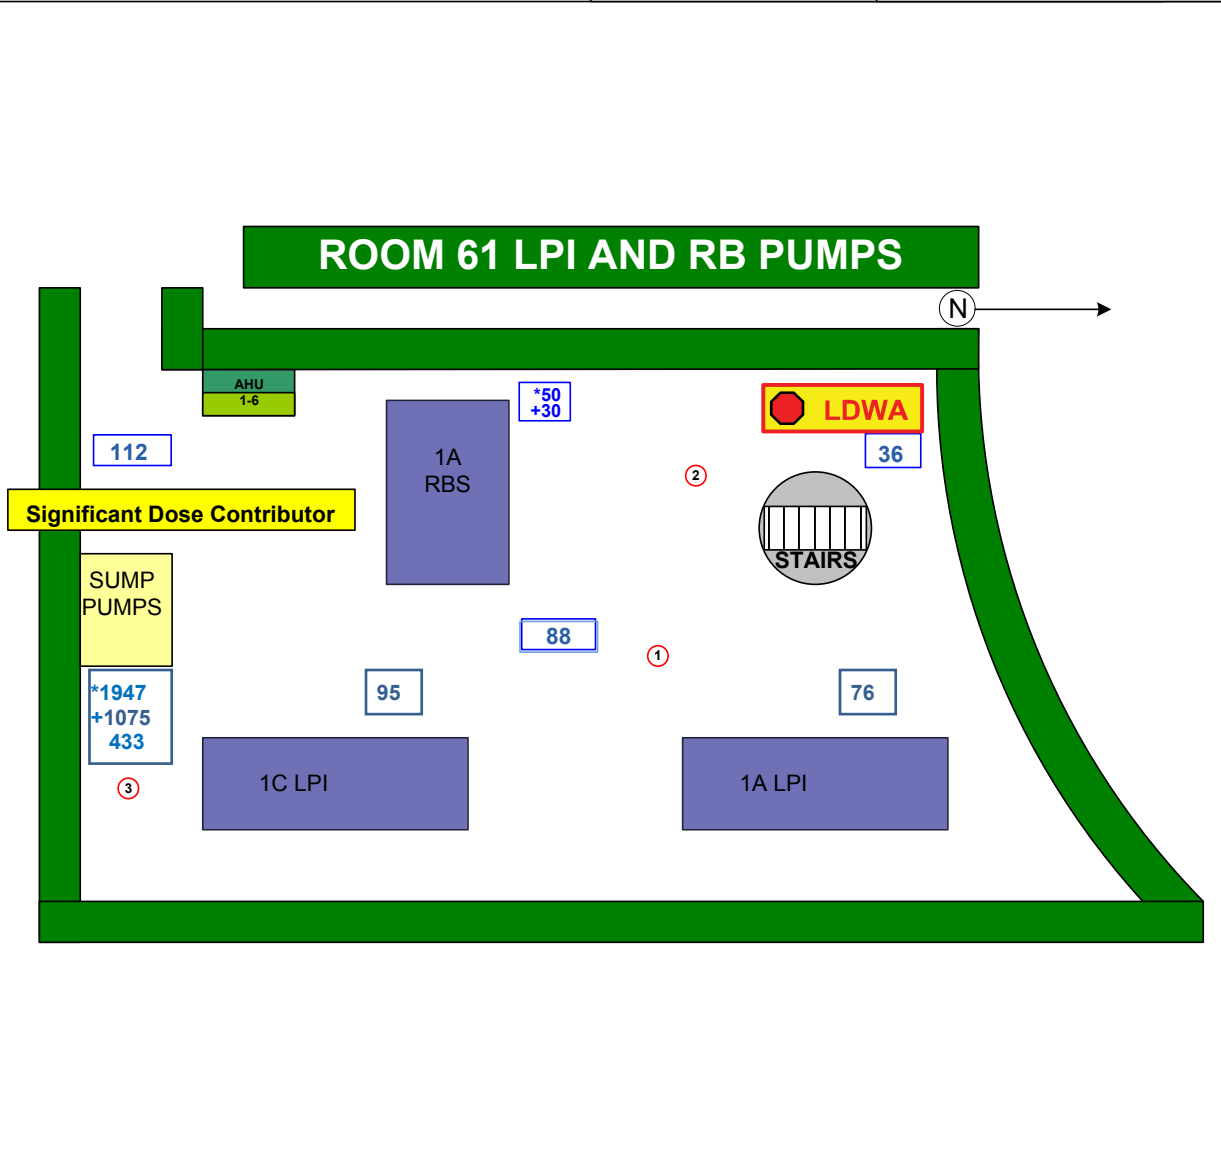 ROOM 61 LPI AND RB PUMPS
N
AHU
1-6
*50
+30
LDWA
36
112
1A
RBS
2
Significant Dose Contributor
STAIRS
SUMP
PUMPS
88
1
*1947
+1075
433
95
76
3
1C LPI
1A LPI